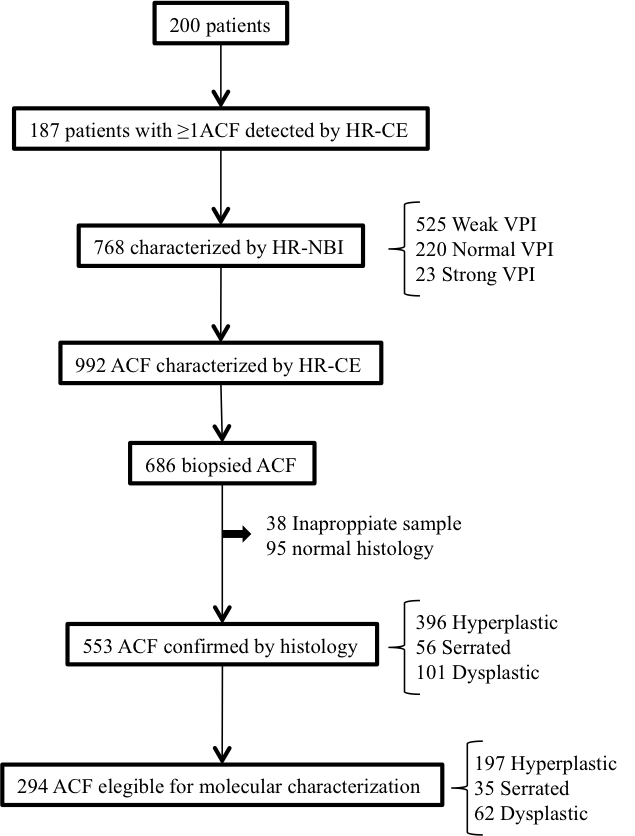 200 patients
187 patients with ≥1ACF detected by HR-CE
768 characterized by HR-NBI
525 Weak VPI
220 Normal VPI
23 Strong VPI
992 ACF characterized by HR-CE
686 biopsied ACF
38 Inaproppiate sample
95 normal histology
553 ACF confirmed by histology
396 Hyperplastic
56 Serrated
101 Dysplastic
294 ACF elegible for molecular characterization
197 Hyperplastic
35 Serrated
62 Dysplastic